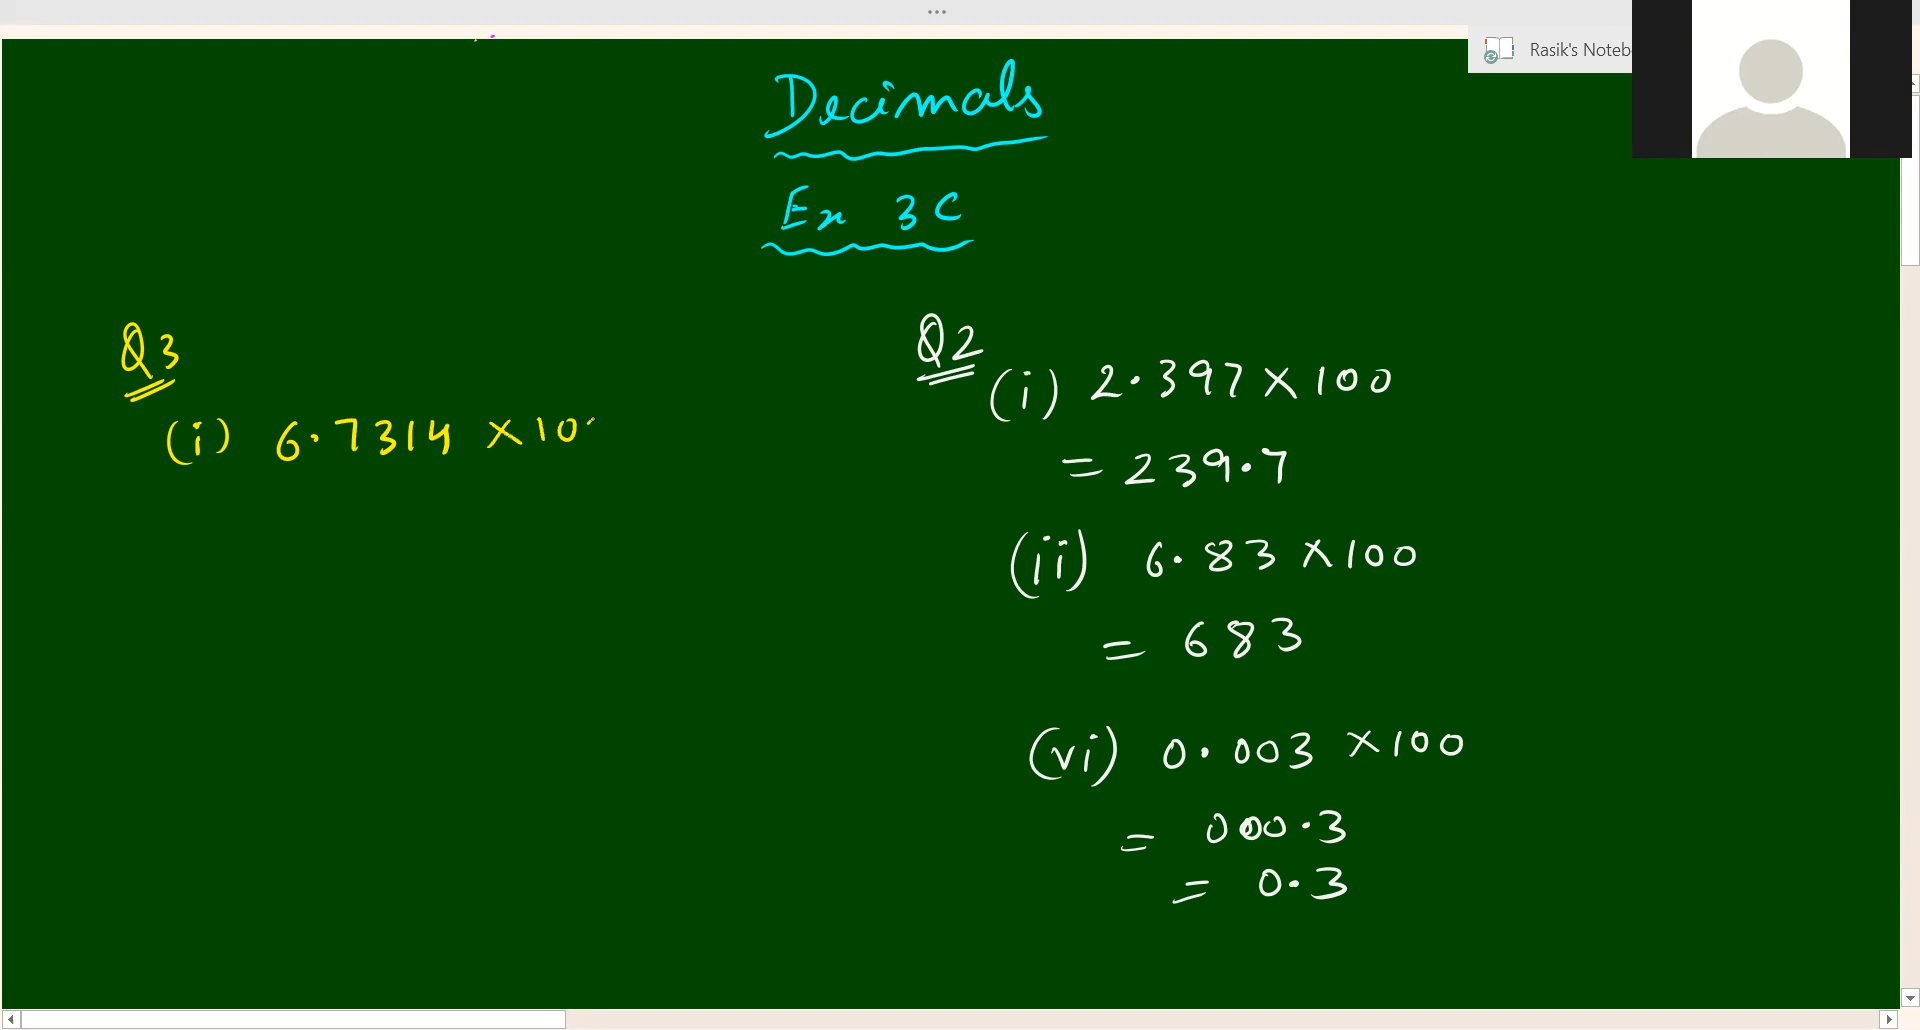 Rasik's Noteb
Decimals
Ex 3C
Q3
(i) 6.7314 ×10
Q2
(i) 2.397 × 100
= 239.7
(ii) 6.83 × 100
= 683
(vi) 0.003 × 100
= 000.3
= 0.3